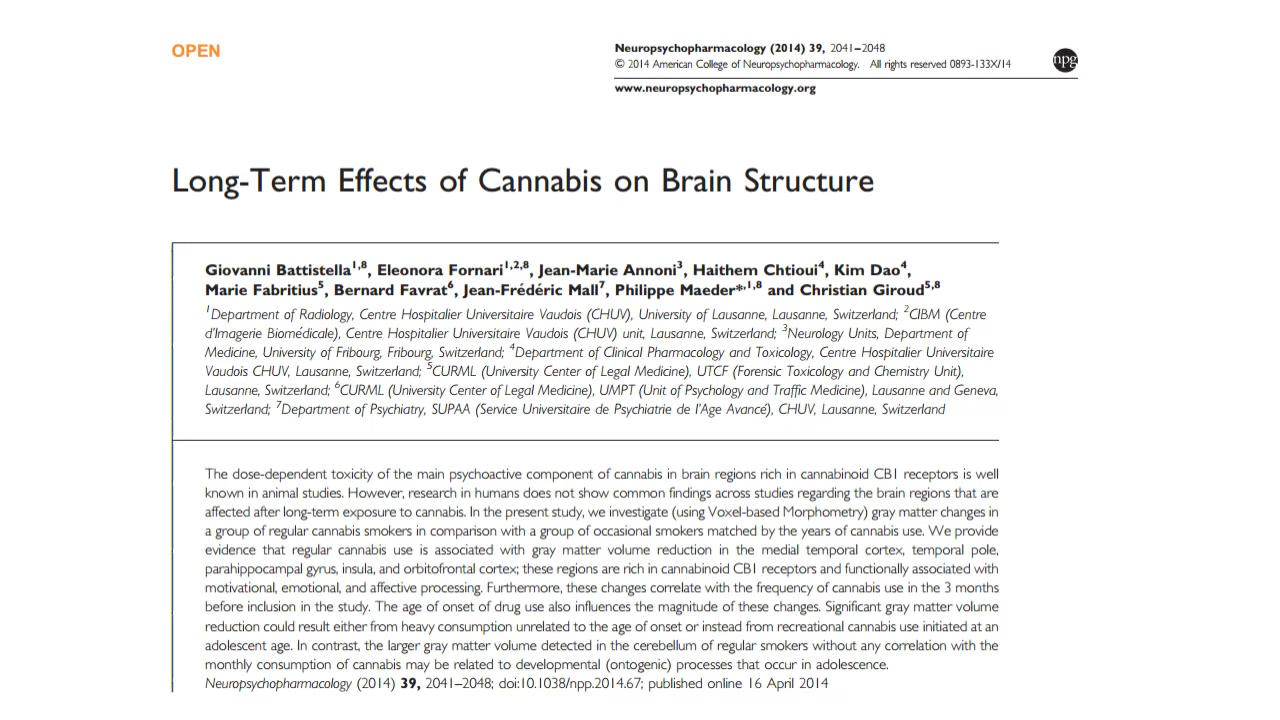 OPEN
Neuropsychopharmacology (2014) 39, 2041–2048
© 2014 American College of Neuropsychopharmacology. All rights reserved 0893-133X/14
npg
www.neuropsychopharmacology.org
Long-Term Effects of Cannabis on Brain Structure
Giovanni Battistella1,8, Eleonora Fornari1,2,8, Jean-Marie Annoni3, Haithem Chtioui4, Kim Dao4,
Marie Fabritius5, Bernard Favrat6, Jean-Frédéric Mall7, Philippe Maeder*,1,8 and Christian Giroud5,8
1Department of Radiology, Centre Hospitalier Universitaire Vaudois (CHUV), University of Lausanne, Lausanne, Switzerland; 2CIBM (Centre
d'Imagerie Biomédicale), Centre Hospitalier Universitaire Vaudois (CHUV) unit, Lausanne, Switzerland; 3Neurology Units, Department of
Medicine, University of Fribourg, Fribourg, Switzerland; 4Department of Clinical Pharmacology and Toxicology, Centre Hospitalier Universitaire
Vaudois CHUV, Lausanne, Switzerland; 5CURML (University Center of Legal Medicine), UTCF (Forensic Toxicology and Chemistry Unit),
Lausanne, Switzerland; 6CURML (University Center of Legal Medicine), UMPT (Unit of Psychology and Traffic Medicine), Lausanne and Geneva,
Switzerland; 7Department of Psychiatry, SUPAA (Service Universitaire de Psychiatrie de l'Age Avancé), CHUV, Lausanne, Switzerland
The dose-dependent toxicity of the main psychoactive component of cannabis in brain regions rich in cannabinoid CB1 receptors is well
known in animal studies. However, research in humans does not show common findings across studies regarding the brain regions that are
affected after long-term exposure to cannabis. In the present study, we investigate (using Voxel-based Morphometry) gray matter changes in
a group of regular cannabis smokers in comparison with a group of occasional smokers matched by the years of cannabis use. We provide
evidence that regular cannabis use is associated with gray matter volume reduction in the medial temporal cortex, temporal pole,
parahippocampal gyrus, insula, and orbitofrontal cortex; these regions are rich in cannabinoid CB1 receptors and functionally associated with
motivational, emotional, and affective processing. Furthermore, these changes correlate with the frequency of cannabis use in the 3 months
before inclusion in the study. The age of onset of drug use also influences the magnitude of these changes. Significant gray matter volume
reduction could result either from heavy consumption unrelated to the age of onset or instead from recreational cannabis use initiated at an
adolescent age. In contrast, the larger gray matter volume detected in the cerebellum of regular smokers without any correlation with the
monthly consumption of cannabis may be related to developmental (ontogenic) processes that occur in adolescence.
Neuropsychopharmacology (2014) 39, 2041–2048; doi:10.1038/npp.2014.67; published online 16 April 2014